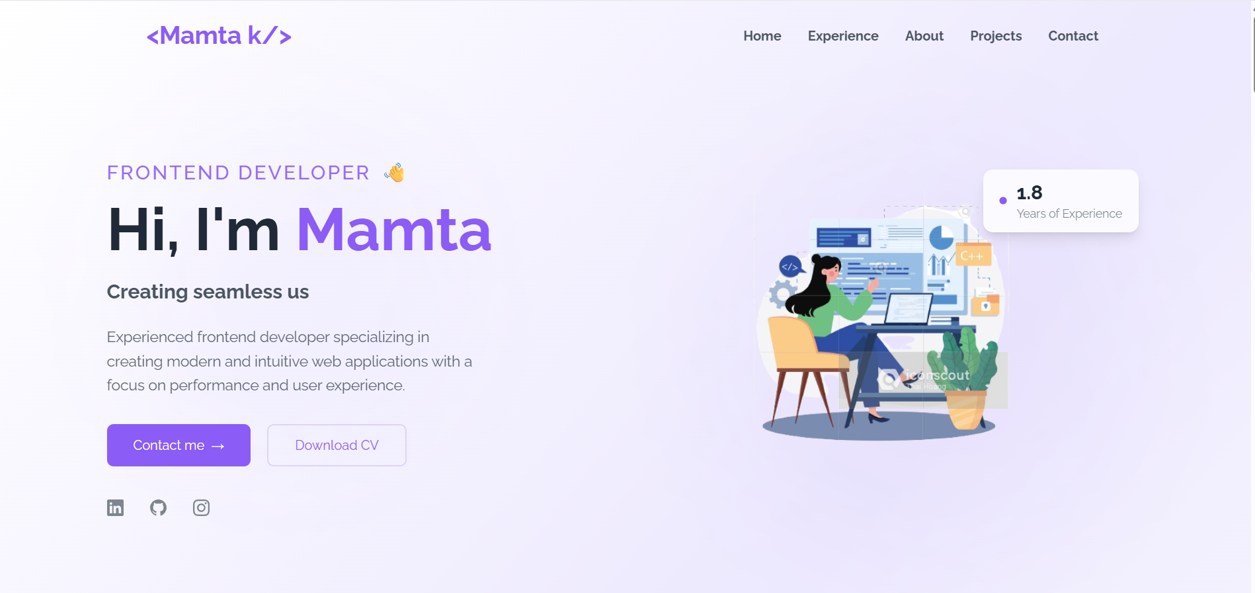 <Mamta k/>
Home Experience About Projects Contact
FRONTEND DEVELOPER 👋
Hi, I'm Mamta
Creating seamless us
Experienced frontend developer specializing in
creating modern and intuitive web applications with a
focus on performance and user experience.
Contact me →
Download CV
1.8
Years of Experience
</>
C++
iconscout